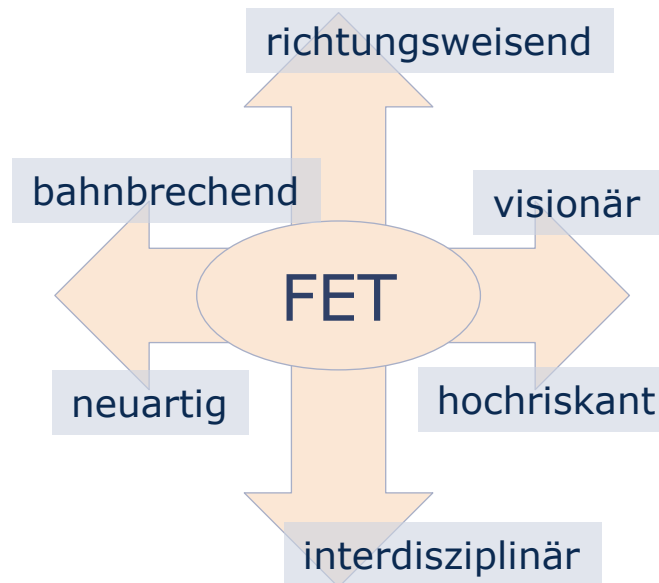 richtungsweisend
bahnbrechend
visionär
FET
neuartig
hochriskant
interdisziplinär